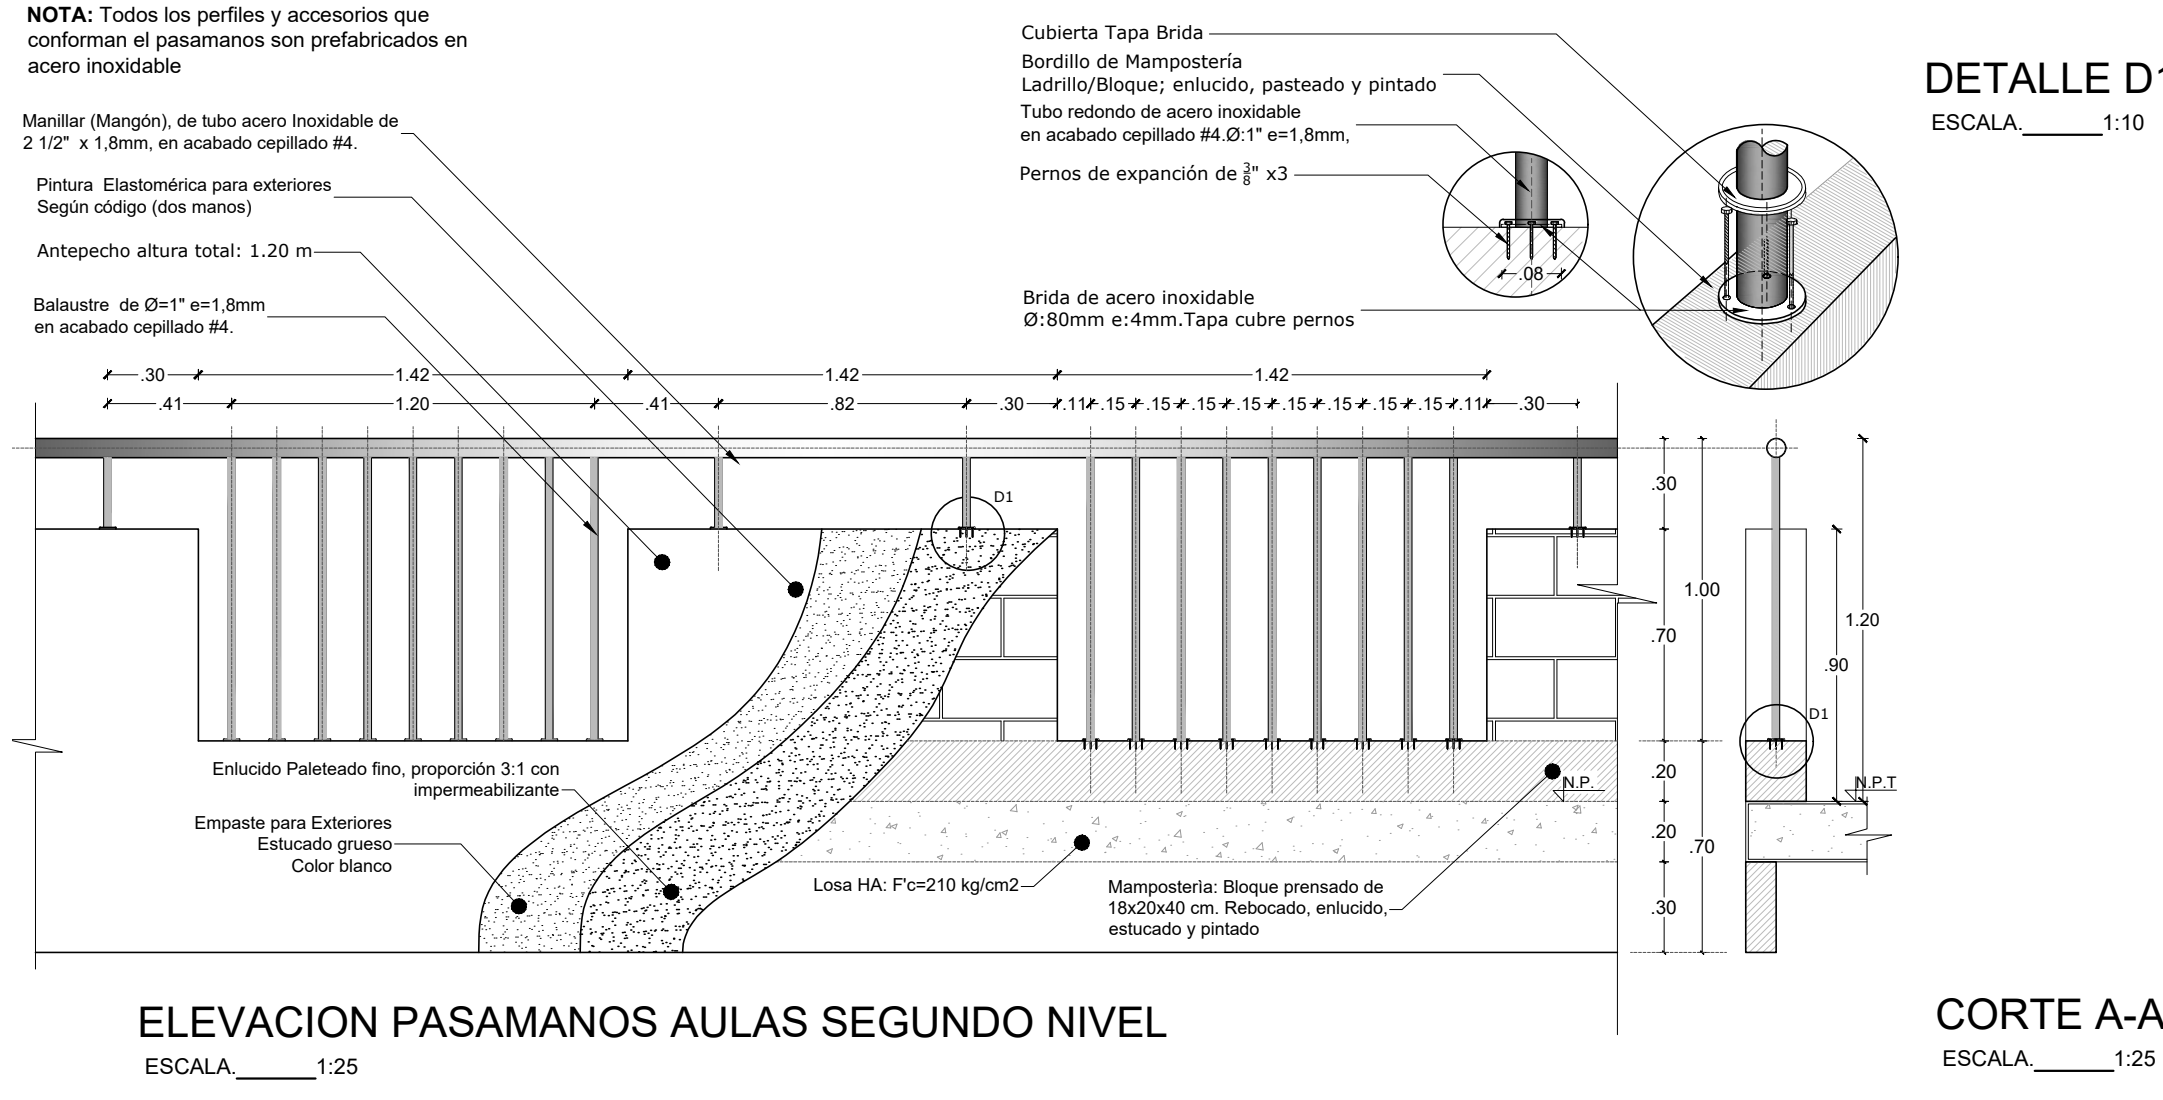 NOTA: Todos los perfiles y accesorios que
conforman el pasamanos son prefabricados en
acero inoxidable
Manillar (Mangón), de tubo acero Inoxidable de
2 1/2" x 1,8mm, en acabado cepillado #4.
Pintura Elastomérica para exteriores
Según código (dos manos)
Antepecho altura total: 1.20 m
Balaustre de Ø=1" e=1,8mm
en acabado cepillado #4.
Cubierta Tapa Brida
Bordillo de Mampostería
Ladrillo/Bloque; enlucido, pasteado y pintado
Tubo redondo de acero inoxidable
en acabado cepillado #4.Ø:1" e=1,8mm,
Pernos de expanción de 3/8" x3
.08
Brida de acero inoxidable
Ø:80mm e:4mm.Tapa cubre pernos
DETALLE D1
ESCALA.______1:10
.30 1.42 1.42 1.42
.41 1.20 .41 .82 .30 .11 .15 .15 .15 .15 .15 .15 .15 .15 .11 .30
D1
.30
.70
1.00
.20
.20
.30
.70
.90
1.20
D1
N.P.
N.P.T
Enlucido Paleteado fino, proporción 3:1 con
impermeabilizante
Empaste para Exteriores
Estucado grueso
Color blanco
Losa HA: F'c=210 kg/cm2
Mamposterìa: Bloque prensado de
18x20x40 cm. Rebocado, enlucido,
estucado y pintado
ELEVACION PASAMANOS AULAS SEGUNDO NIVEL
ESCALA.______1:25
CORTE A-A
ESCALA.______1:25